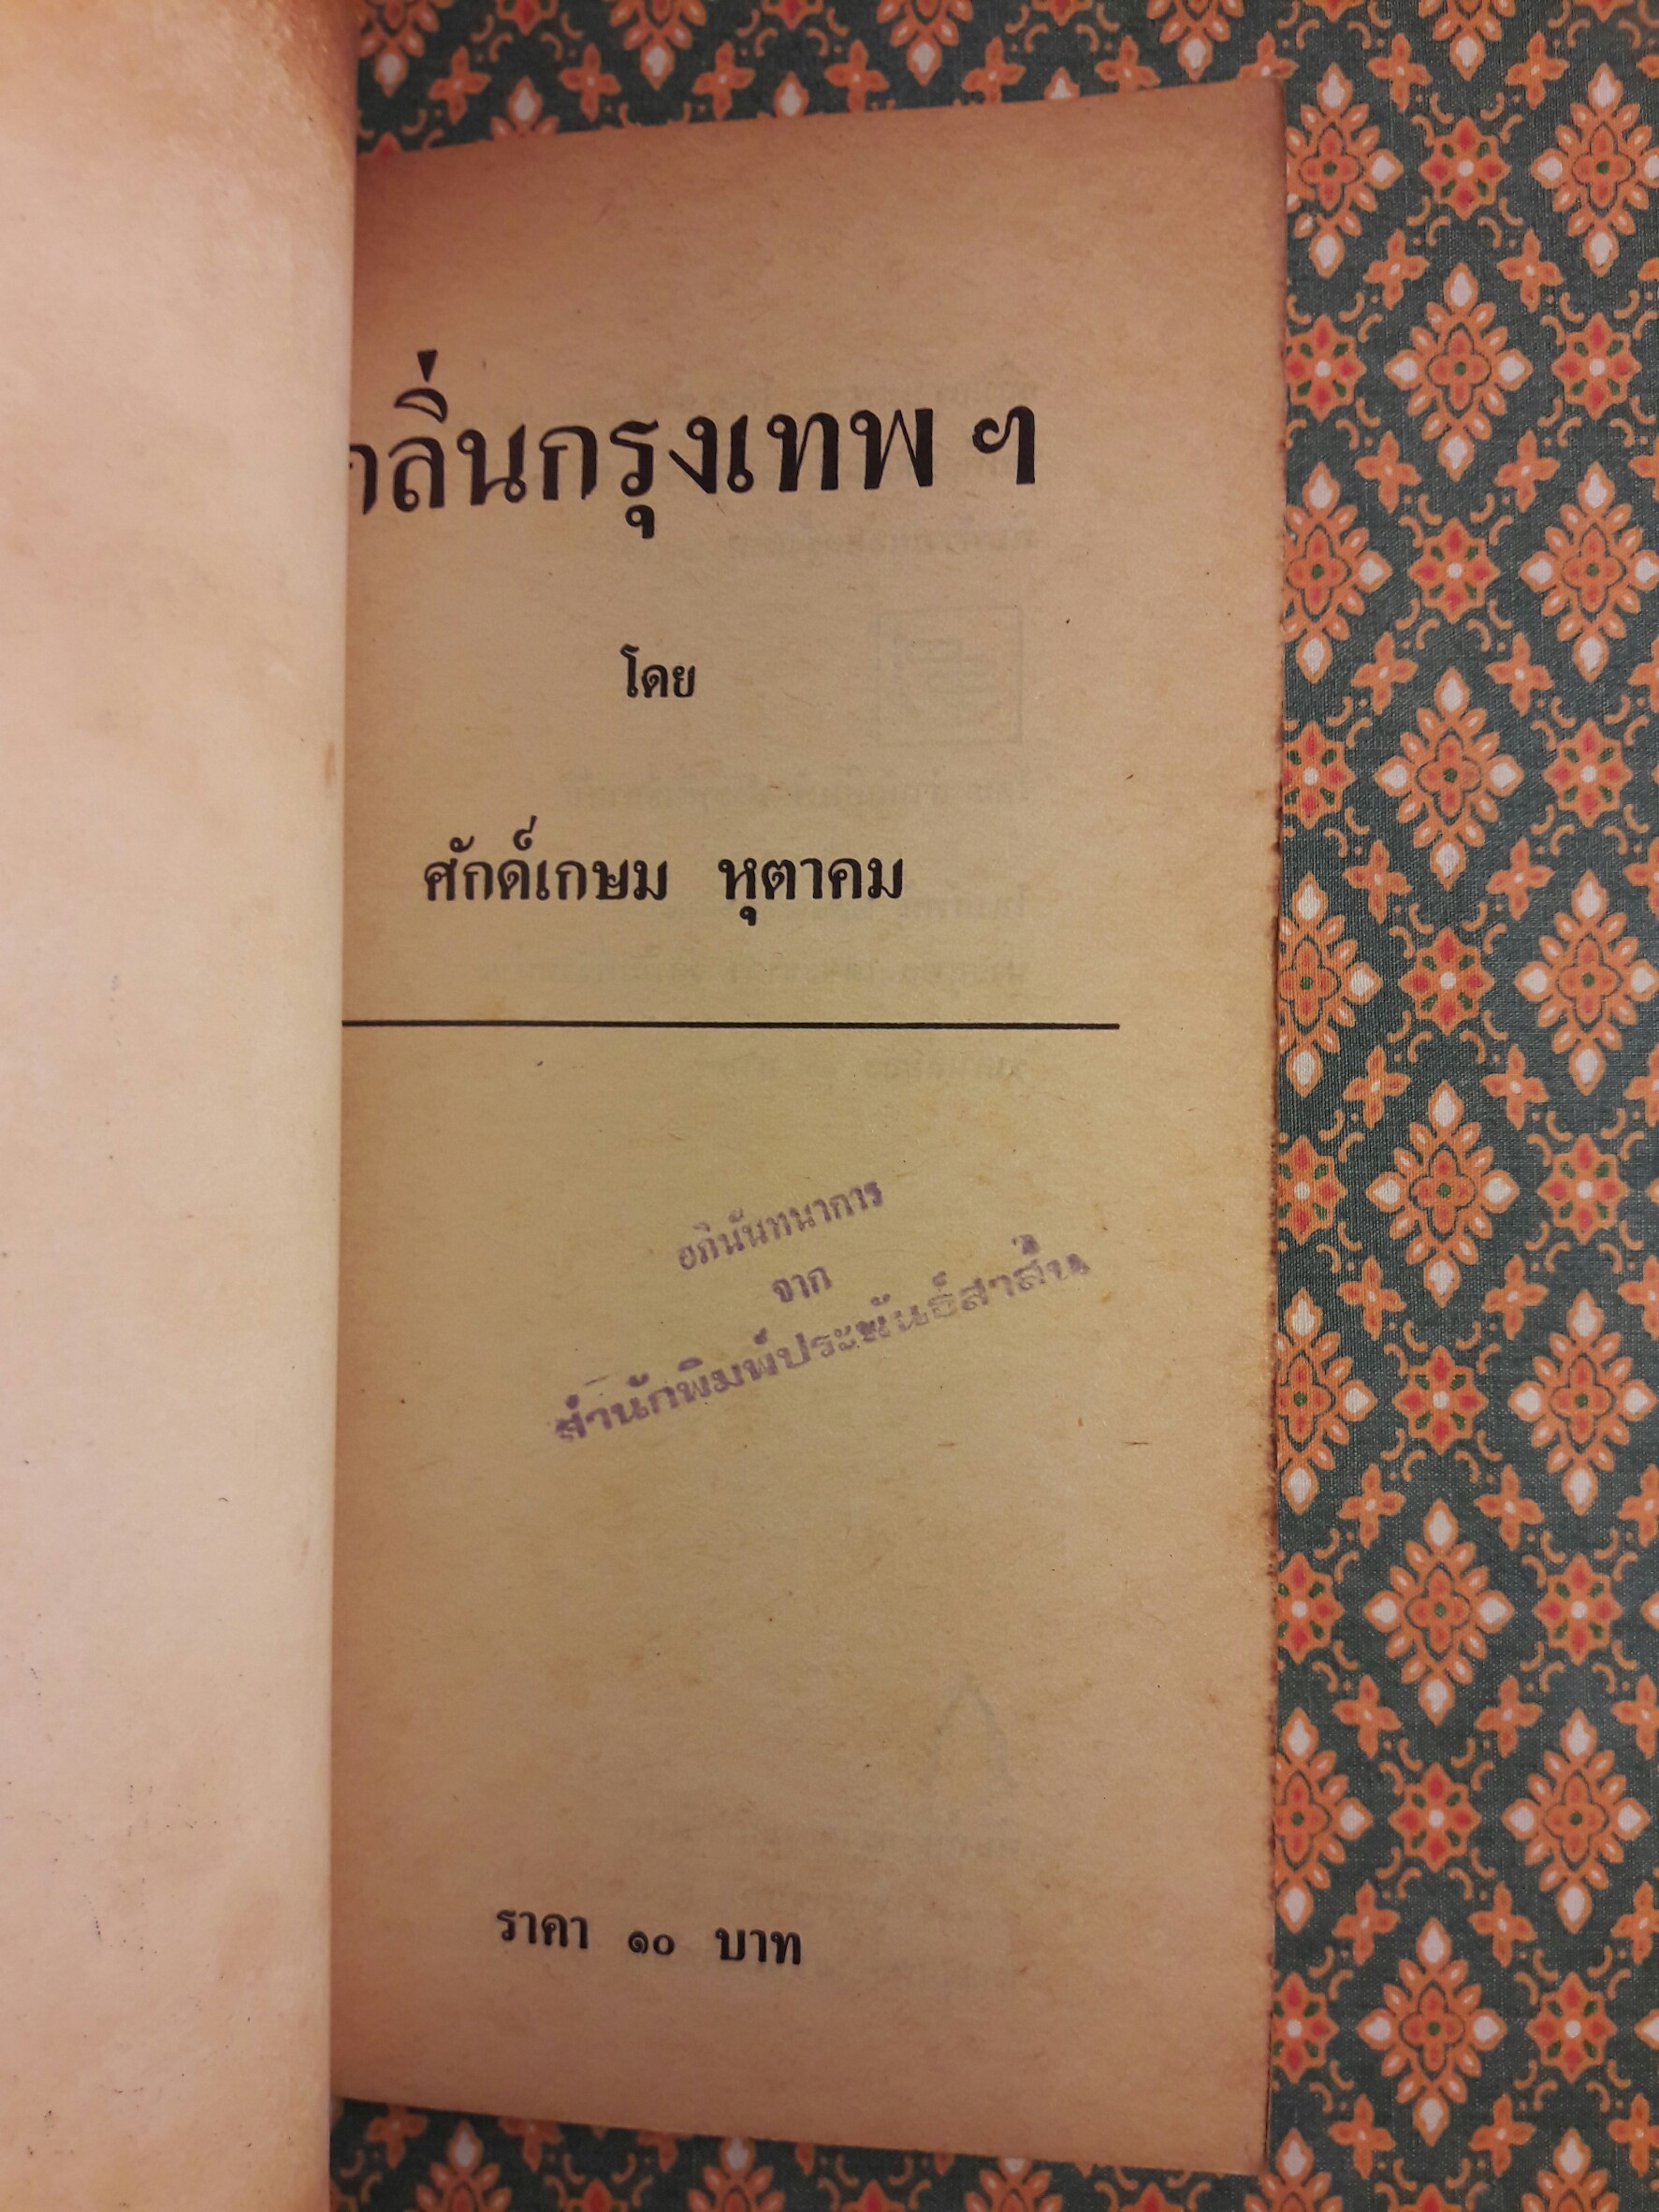 กลิ่นกรุงเทพ ฯ
โดย
ศักดิ์เกษม หุตาคม
อภินันทนาการ
จาก
สำนักพิมพ์ประพันธ์สาส์น
ราคา ๑๐ บาท